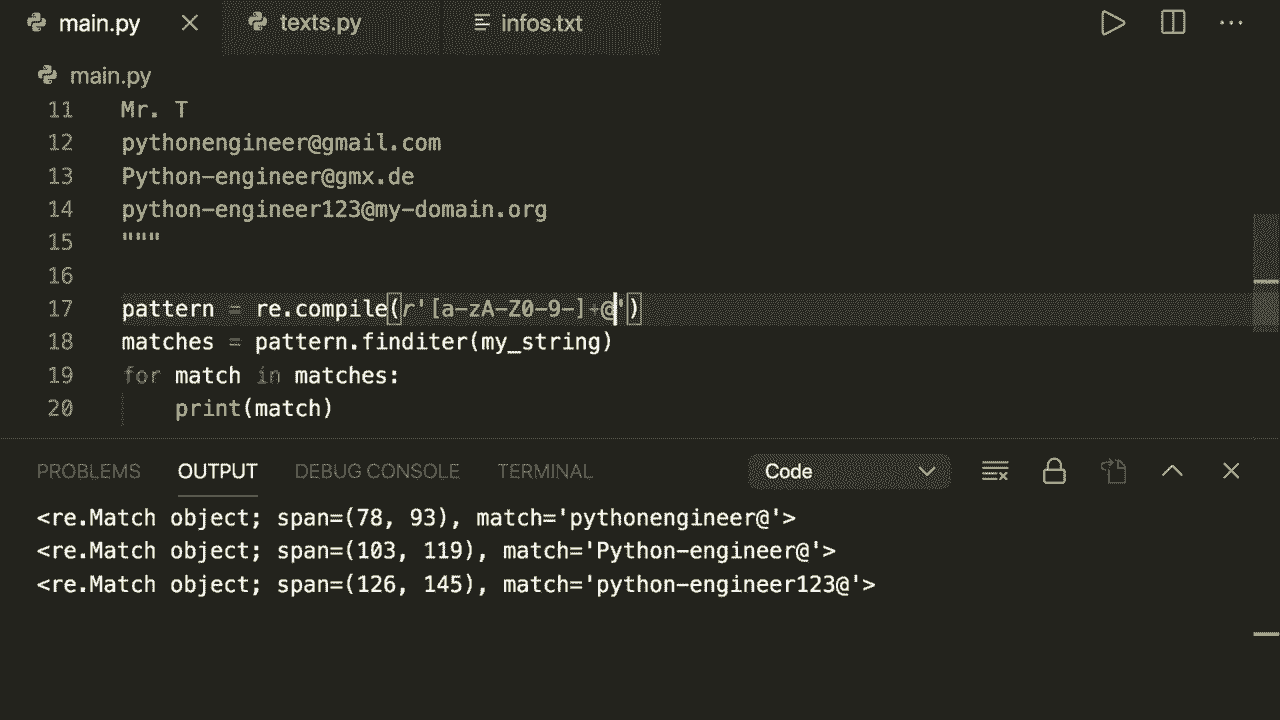 main.py texts.py infos.txt
main.py
11 Mr. T
12 pythonengineer@gmail.com
13 Python-engineer@gmx.de
14 python-engineer123@my-domain.org
15 """
16
17 pattern = re.compile(r'[a-zA-Z0-9-]+@')
18 matches = pattern.finditer(my_string)
19 for match in matches:
20 print(match)
PROBLEMS OUTPUT DEBUG CONSOLE TERMINAL Code
<re.Match object; span=(78, 93), match='pythonengineer@'>
<re.Match object; span=(103, 119), match='Python-engineer@'>
<re.Match object; span=(126, 145), match='python-engineer123@'>